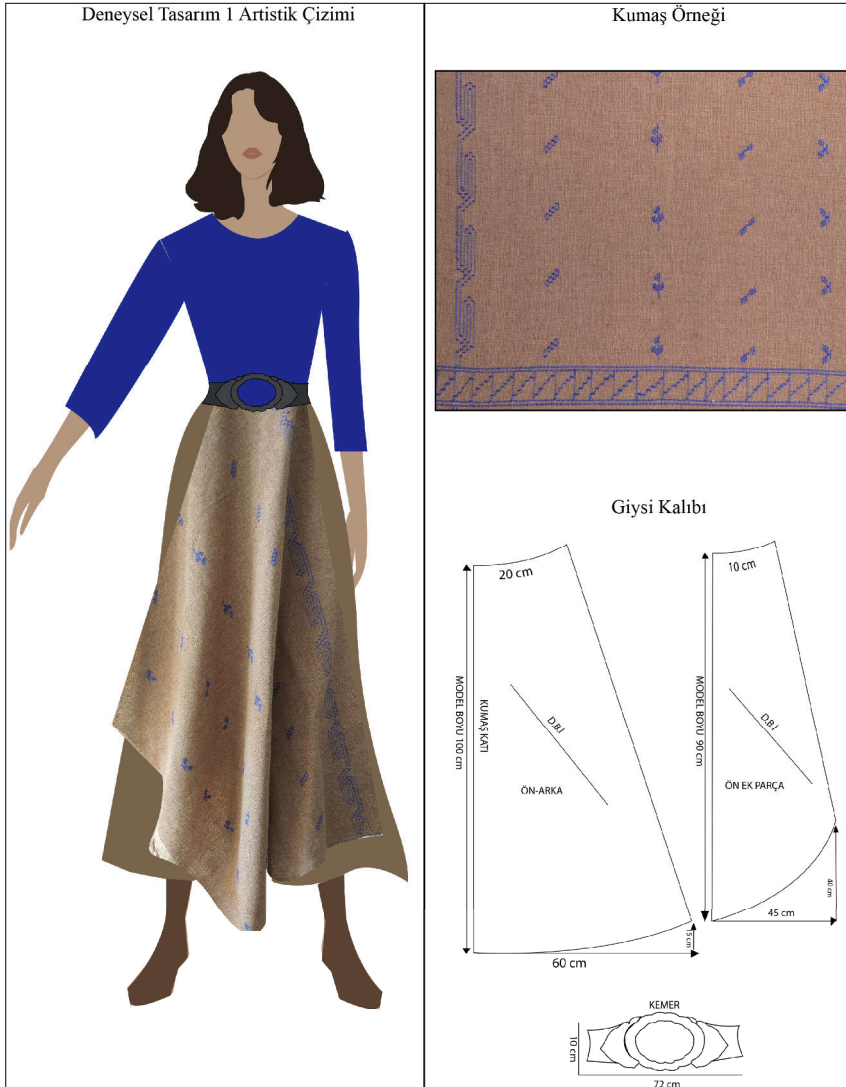 Deneysel Tasarım 1 Artistik Çizimi
Kumaş Örneği
Giysi Kalıbı
20 cm
MODEL BOYU 100 cm
KUMAŞ KATI
D.B.İ
ÖN-ARKA
15 cm
60 cm
10 cm
MODEL BOYU 90 cm
D.B.İ
ÖN EK PARÇA
40 cm
45 cm
KEMER
10 cm
72 cm